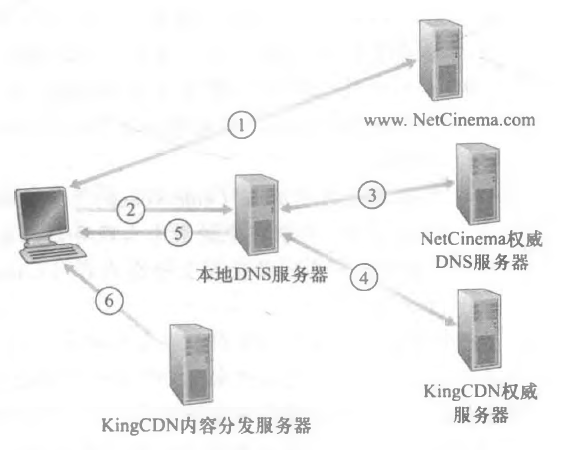 www. NetCinema.com
①
②
③
⑤
④
⑥
本地DNS服务器
NetCinema权威
DNS服务器
KingCDN权威
服务器
KingCDN内容分发服务器